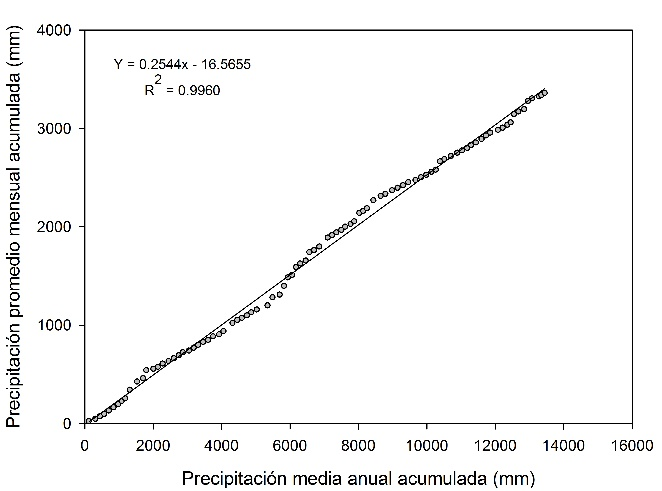 Y = 0.2544x - 16.5655
R2 = 0.9960
4000
3000
2000
1000
0
0 2000 4000 6000 8000 10000 12000 14000 16000
Precipitación promedio mensual acumulada (mm)
Precipitación media anual acumulada (mm)